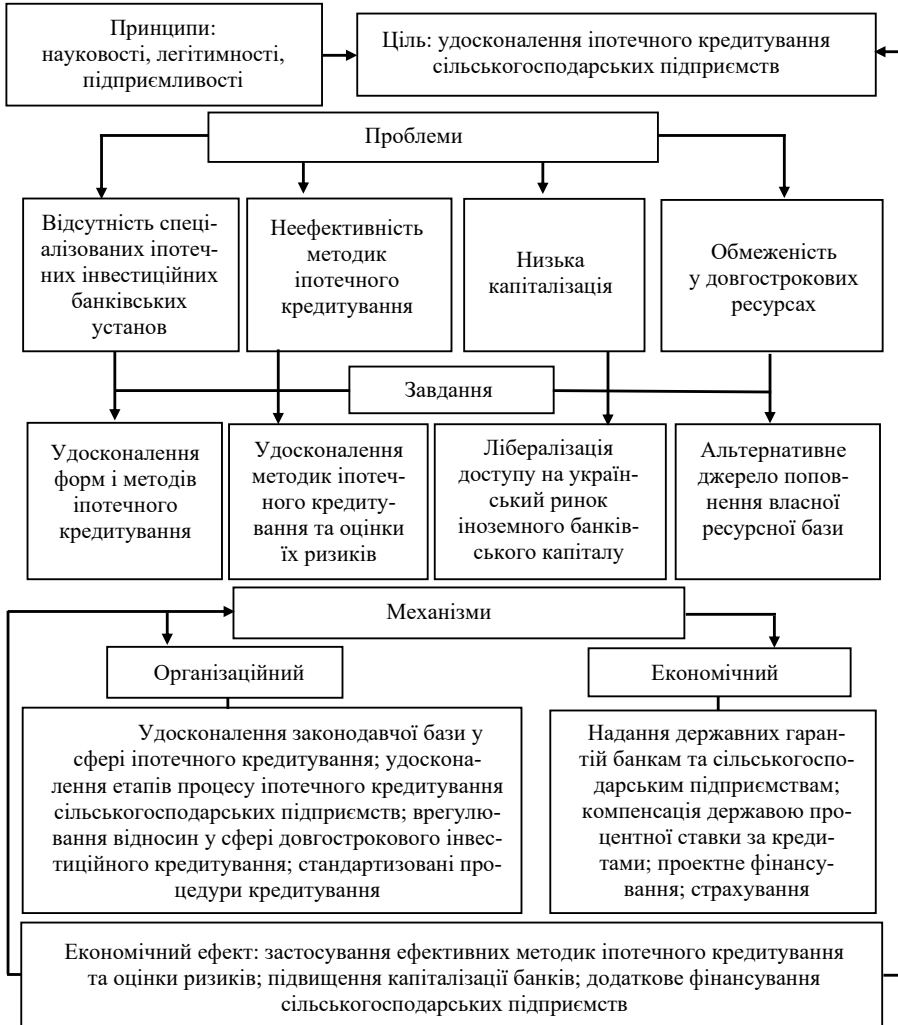 Принципи:
науковості, легітимності,
підприємливості
Ціль: удосконалення іпотечного кредитування
сільськогосподарських підприємств
Проблеми
Відсутність спеці-
алізованих іпотеч-
них інвестиційних
банківських
установ
Неефективність
методик
іпотечного
кредитування
Низька
капіталізація
Обмеженість
у довгострокових
ресурсах
Завдання
Удосконалення
форм і методів
іпотечного
кредитування
Удосконалення
методик іпотеч-
ного кредиту-
вання та оцінки
їх ризиків
Лібералізація
доступу на україн-
ський ринок
іноземного банків-
ського капіталу
Альтернативне
джерело попов-
нення власної
ресурсної бази
Механізми
Організаційний
Економічний
Удосконалення законодавчої бази у
сфері іпотечного кредитування; удоскона-
лення етапів процесу іпотечного кредитування
сільськогосподарських підприємств; врегулю-
вання відносин у сфері довгострокового інвес-
тиційного кредитування; стандартизовані про-
цедури кредитування
Надання державних гаран-
тій банкам та сільськогоспо-
дарським підприємствам;
компенсація державою про-
центної ставки за креди-
тами; проектне фінансу-
вання; страхування
Економічний ефект: застосування ефективних методик іпотечного кредитування
та оцінки ризиків; підвищення капіталізації банків; додаткове фінансування
сільськогосподарських підприємств